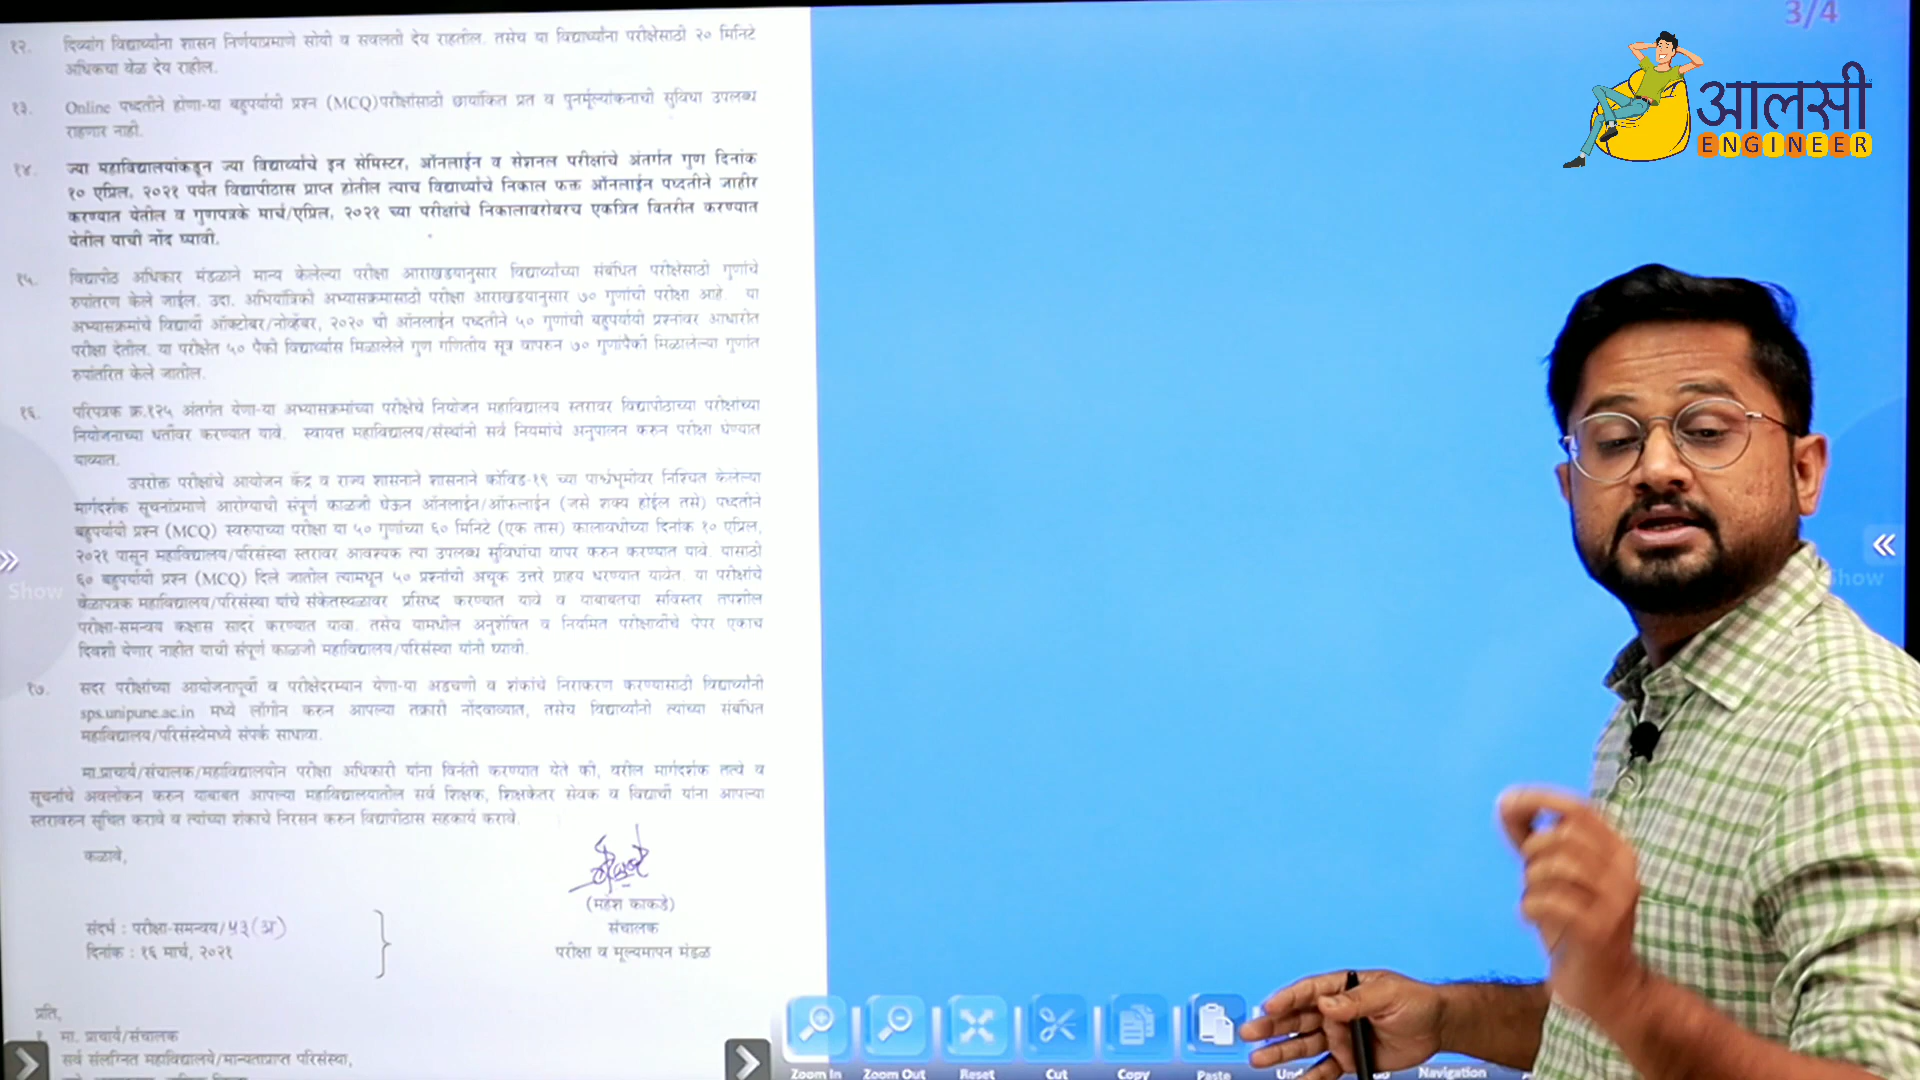 3/4
आलसी
ENGINEER
१२. दिव्यांग विद्यार्थ्यांना शासन निर्णयाप्रमाणे सोयी व सवलती देय राहतील. तसेच या विद्यार्थ्यांना परीक्षेसाठी २० मिनिटे
अधिकचा वेळ देय राहील.
१३. Online पध्दतीने होणा-या बहुपर्यायी प्रश्न (MCQ)परीक्षांसाठी छायांकित प्रत व पुनर्मूल्यांकनाची सुविधा उपलब्ध
राहणार नाही.
१४. ज्या महाविद्यालयांकडून ज्या विद्यार्थ्यांचे इन सेमिस्टर, ऑनलाईन व सेशनल परीक्षांचे अंतर्गत गुण दिनांक
१० एप्रिल, २०२१ पर्यंत विद्यापीठास प्राप्त होतील त्याच विद्यार्थ्यांचे निकाल फक्त ऑनलाईन पध्दतीने जाहीर
करण्यात येतील व गुणपत्रके मार्च/एप्रिल, २०२१ च्या परीक्षांचे निकालाबरोबरच एकत्रित वितरीत करण्यात
येतील याची नोंद घ्यावी.
१५. विद्यापीठ अधिकार मंडळाने मान्य केलेल्या परीक्षा आराखडयानुसार विद्यार्थ्यांच्या संबंधित परीक्षेसाठी गुणांचे
रुपांतरण केले जाईल. उदा. अभियांत्रिकी अभ्यासक्रमासाठी परीक्षा आराखडयानुसार ७० गुणांची परीक्षा आहे. या
अभ्यासक्रमांचे विद्यार्थी ऑक्टोबर/नोव्हेंबर, २०२० ची ऑनलाईन पध्दतीने ५० गुणांची बहुपर्यायी प्रश्नांवर आधारीत
परीक्षा देतील. या परीक्षेत ५० पैकी विद्यार्थ्यास मिळालेले गुण गणितीय सूत्र वापरुन ७० गुणांपैकी मिळालेल्या गुणांत
रुपांतरित केले जातील.
१६. परिपत्रक क्र.१२५ अंतर्गत येणा-या अभ्यासक्रमांच्या परीक्षेचे नियोजन महाविद्यालय स्तरावर विद्यापीठाच्या परीक्षांच्या
नियोजनाच्या धर्तीवर करण्यात यावे. स्वायत्त महाविद्यालय/संस्थांनी सर्व नियमांचे अनुपालन करुन परीक्षा घेण्यात
याव्यात.
उपरोक्त परीक्षांचे आयोजन केंद्र व राज्य शासनाने शासनाने कोविड-१९ च्या पार्श्वभूमीवर निश्चित केलेल्या
मार्गदर्शक सूचनांप्रमाणे आरोग्याची संपूर्ण काळजी घेऊन ऑनलाईन/ऑफलाईन (जसे शक्य होईल तसे) पध्दतीने
बहुपर्यायी प्रश्न (MCQ) स्वरुपाच्या परीक्षा या ५० गुणांच्या ६० मिनिटे (एक तास) कालावधीच्या दिनांक १० एप्रिल,
२०२१ पासून महाविद्यालय/परिसंस्था स्तरावर आवश्यक त्या उपलब्ध सुविधांचा वापर करुन करण्यात यावे. यासाठी
६० बहुपर्यायी प्रश्न (MCQ) दिले जातील त्यामधून ५० प्रश्नांची अचूक उत्तरे ग्राहय धरण्यात यावेत. या परीक्षांचे
वेळापत्रक महाविद्यालय/परिसंस्था यांचे संकेतस्थळावर प्रसिध्द करण्यात यावे व याबाबतचा सविस्तर तपशील
परीक्षा-समन्वय कक्षास सादर करण्यात यावा. तसेच यामधील अनुशेषित व नियमित परीक्षार्थींचे पेपर एकाच
दिवशी येणार नाहीत याची संपूर्ण काळजी महाविद्यालय/परिसंस्था यांनी घ्यावी.
१७. सदर परीक्षांच्या आयोजनापूर्वी व परीक्षेदरम्यान येणा-या अडचणी व शंकांचे निराकरण करण्यासाठी विद्यार्थ्यांनी
sps.unipune.ac.in मध्ये लॉगीन करुन आपल्या तक्रारी नोंदवाव्यात, तसेच विद्यार्थ्यांनी त्यांच्या संबंधित
महाविद्यालय/परिसंस्थेमध्ये संपर्क साधावा.
मा.प्राचार्य/संचालक/महाविद्यालयीन परीक्षा अधिकारी यांना विनंती करण्यात येते की, वरील मार्गदर्शक तत्वे व
सूचनांचे अवलोकन करुन याबाबत आपल्या महाविद्यालयातील सर्व शिक्षक, शिक्षकेतर सेवक व विद्यार्थी यांना आपल्या
स्तरावरुन सूचित करावे व त्यांच्या शंकाचे निरसन करुन विद्यापीठास सहकार्य करावे.
कळावे,
(महेश काकडे)
संचालक
परीक्षा व मूल्यमापन मंडळ
संदर्भ : परीक्षा-समन्वय/५३(अ)
दिनांक : १६ मार्च, २०२१
प्रति,
१ मा. प्राचार्य/संचालक
सर्व संलग्नित महाविद्यालये/मान्यताप्राप्त परिसंस्था,
Show
Show
Zoom In Zoom Out Reset Cut Copy Paste Navigation